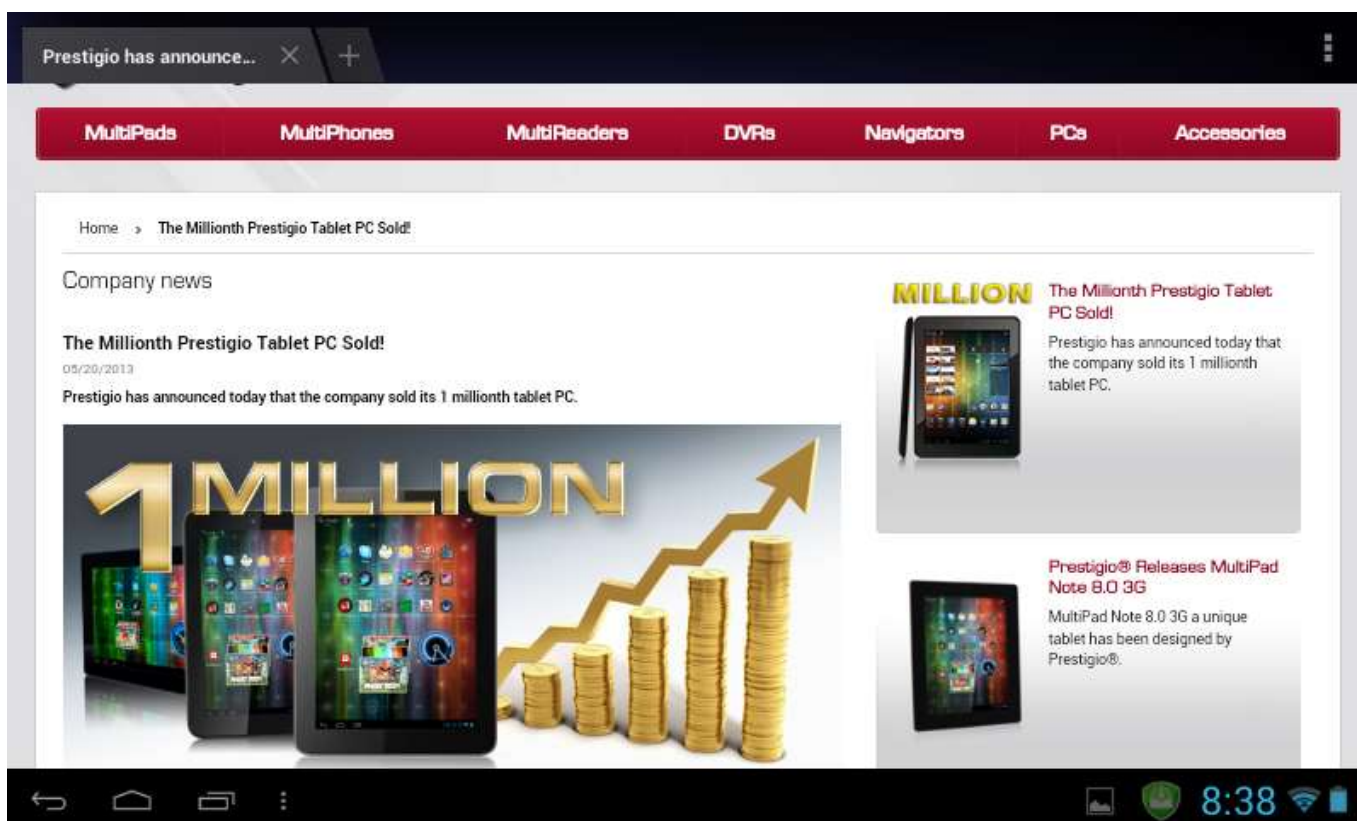 Prestigio has announce...
MultiPads MultiPhones MultiReaders DVRs Navigators PCs Accessories
Home › The Millionth Prestigio Tablet PC Sold!
Company news
The Millionth Prestigio Tablet PC Sold!
05/20/2013
Prestigio has announced today that the company sold its 1 millionth tablet PC.
1 MILLION
MILLION
The Millionth Prestigio Tablet
PC Sold!
Prestigio has announced today that
the company sold its 1 millionth
tablet PC.
Prestigio® Releases MultiPad
Note 8.0 3G
MultiPad Note 8.0 3G a unique
tablet has been designed by
Prestigio®.
8:38